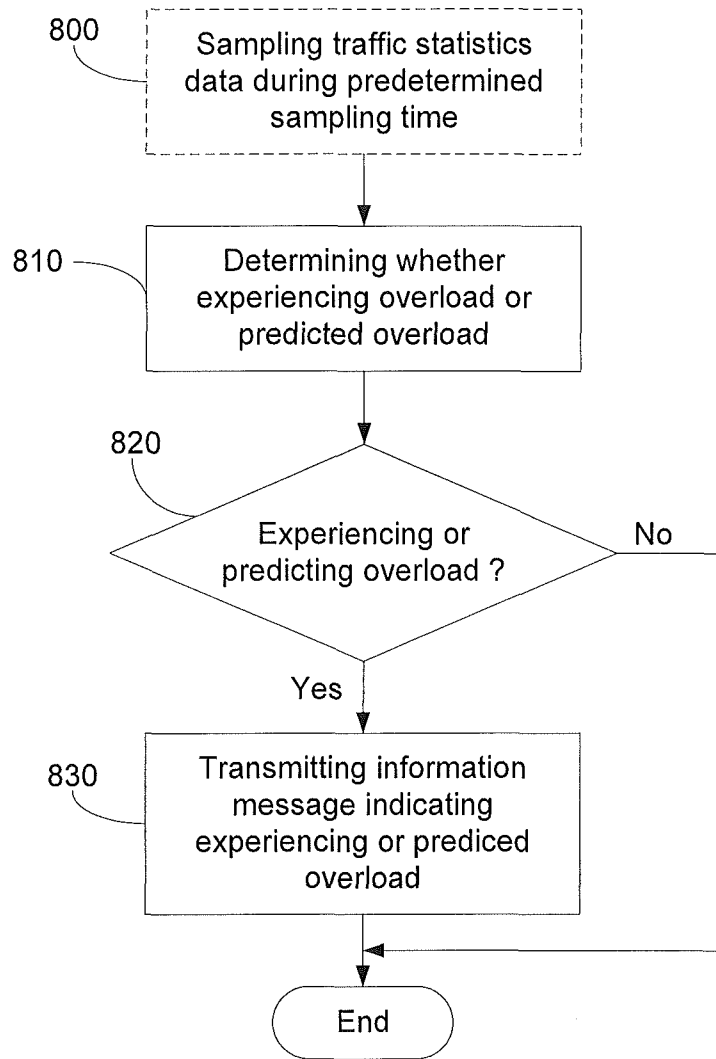 800
Sampling traffic statistics
data during predetermined
sampling time
810
Determining whether
experiencing overload or
predicted overload
820
Experiencing or
predicting overload ?
No
Yes
830
Transmitting information
message indicating
experiencing or prediced
overload
End